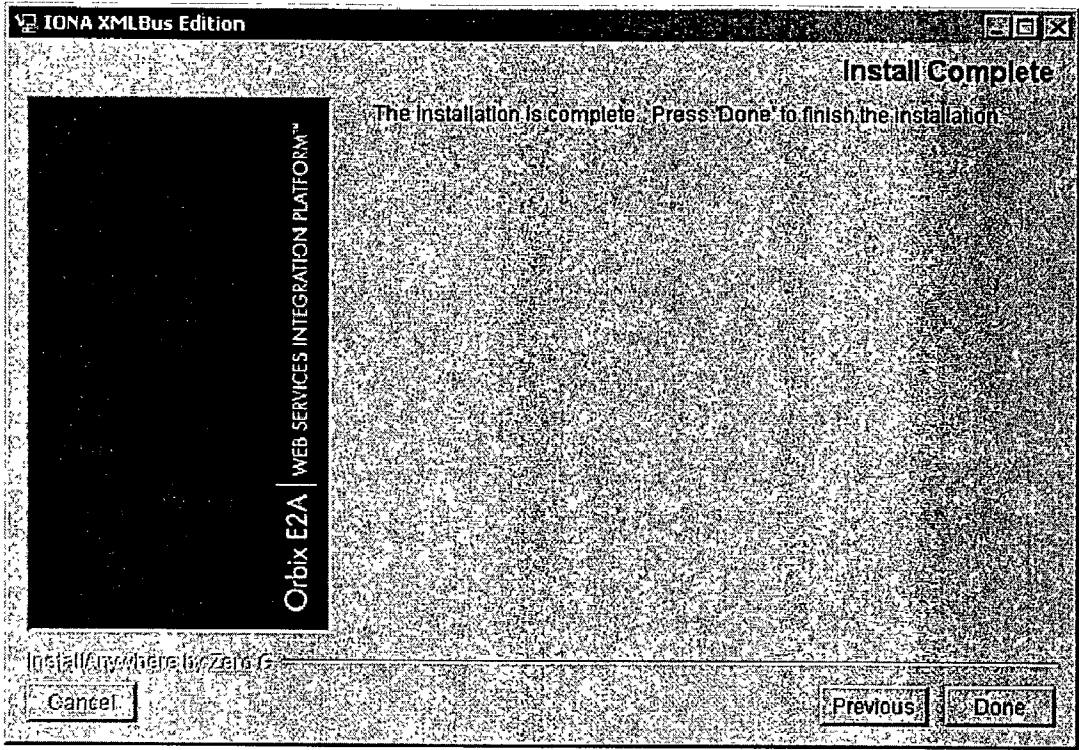 IONA XMLBus Edition
Install Complete
The installation is complete. Press 'Done' to finish the installation.
Orbix E2A | WEB SERVICES INTEGRATION PLATFORM™
InstallAnywhere by Zero G
Cancel
Previous
Done